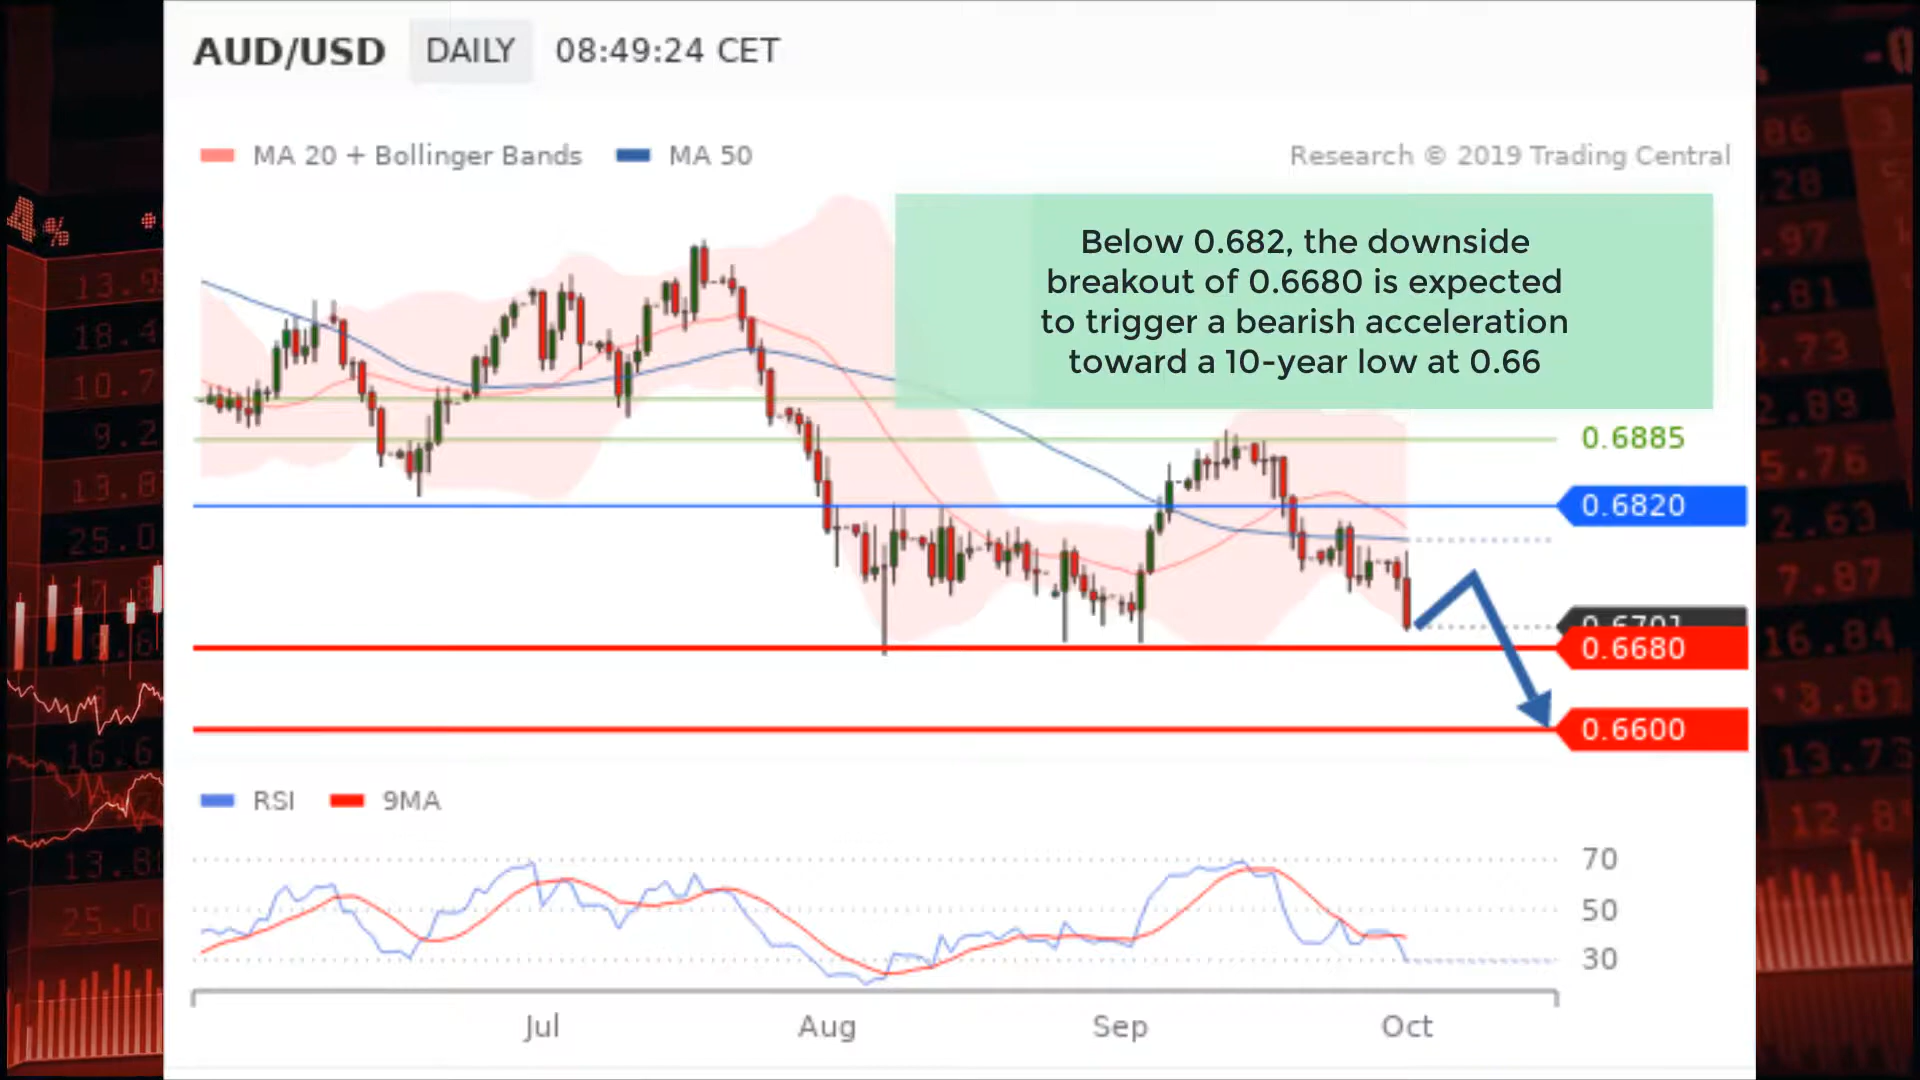 AUD/USD DAILY 08:49:24 CET
MA 20 + Bollinger Bands MA 50 Research © 2019 Trading Central
Below 0.682, the downside
breakout of 0.6680 is expected
to trigger a bearish acceleration
toward a 10-year low at 0.66
0.6885
0.6820
0.6701
0.6680
0.6600
RSI 9MA
70
50
30
Jul Aug Sep Oct